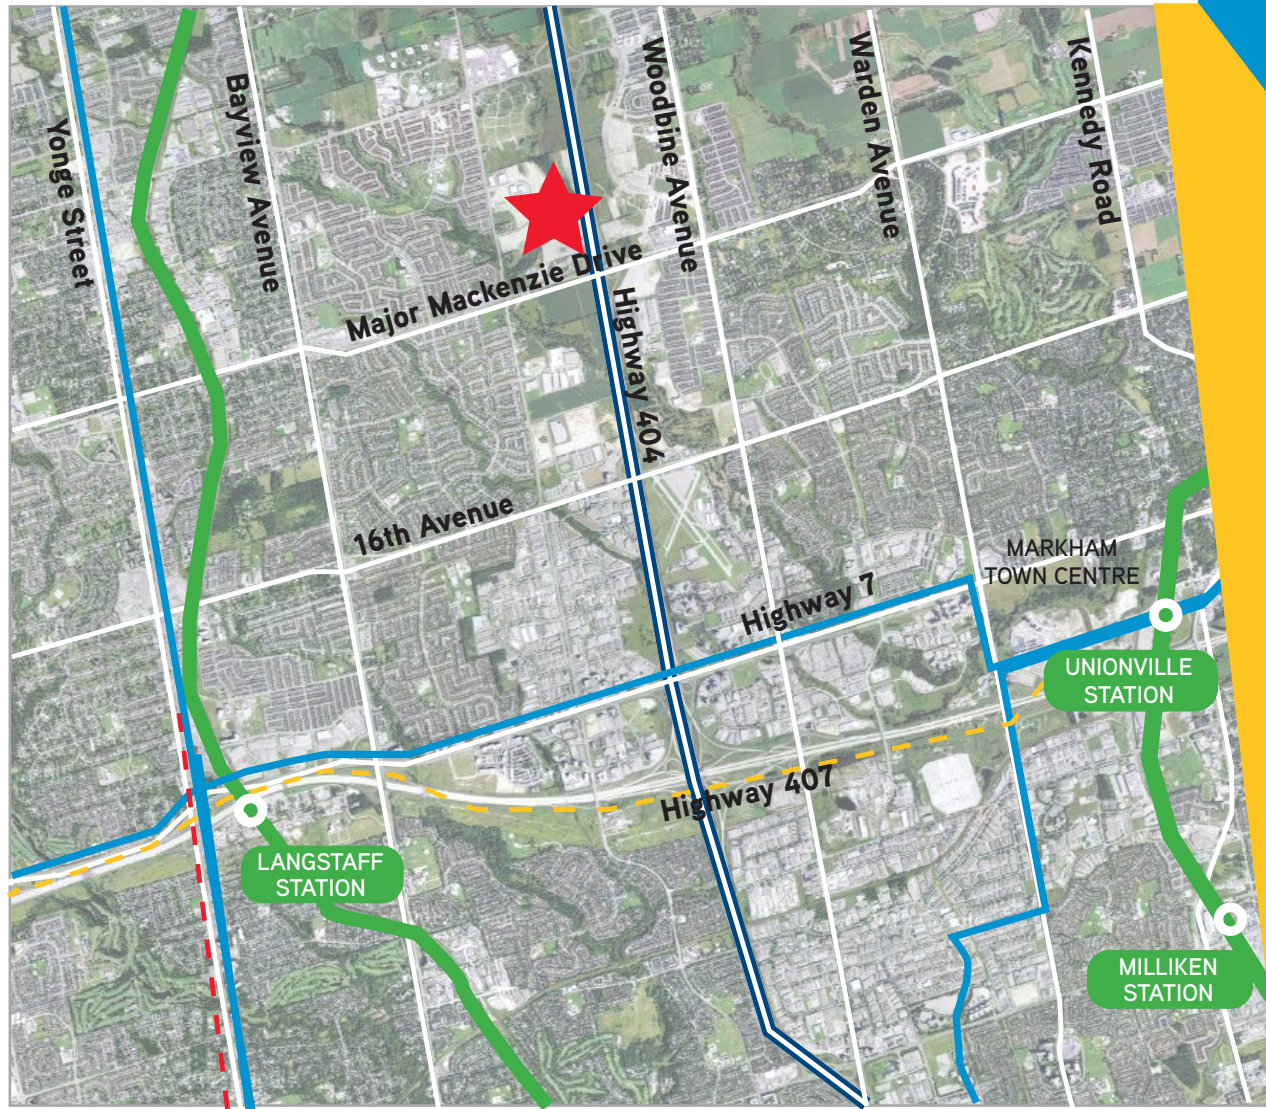 Yonge Street
Bayview Avenue
Woodbine Avenue
Warden Avenue
Kennedy Road
Major Mackenzie Drive
Highway 404
16th Avenue
MARKHAM
TOWN CENTRE
Highway 7
UNIONVILLE
STATION
Highway 407
LANGSTAFF
STATION
MILLIKEN
STATION